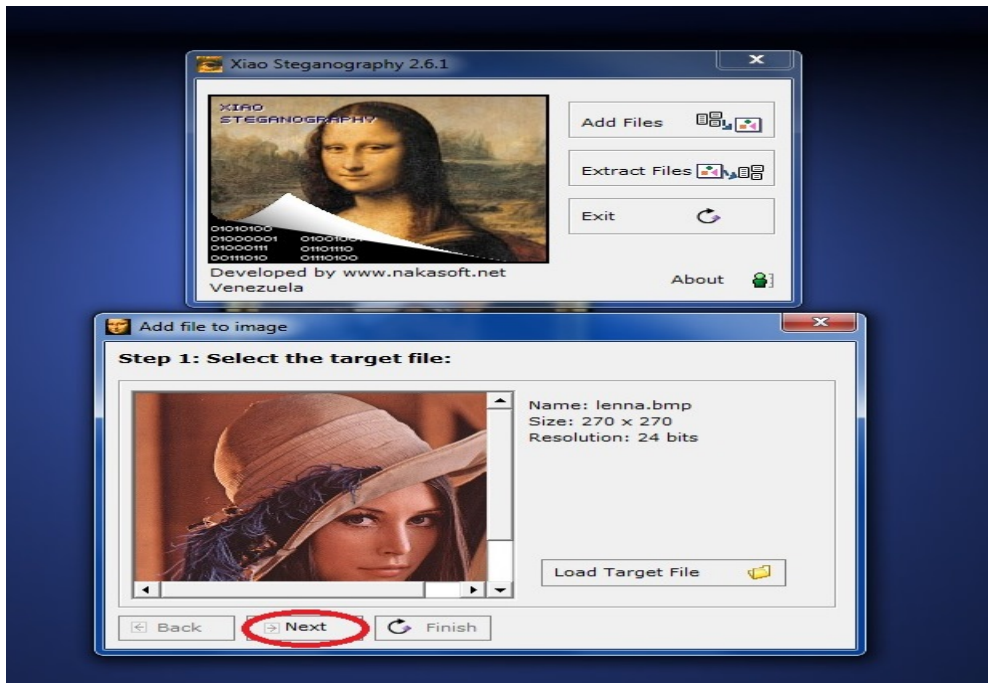 Xiao Steganography 2.6.1
XIAO
STEGANOGRAPHY
01010100
01000001 01001001
01000111 01101110
00111010 01110100
Developed by www.nakasoft.net
Venezuela
Add Files
Extract Files
Exit
About
Add file to image
Step 1: Select the target file:
Name: lenna.bmp
Size: 270 x 270
Resolution: 24 bits
Load Target File
Back
Next
Finish